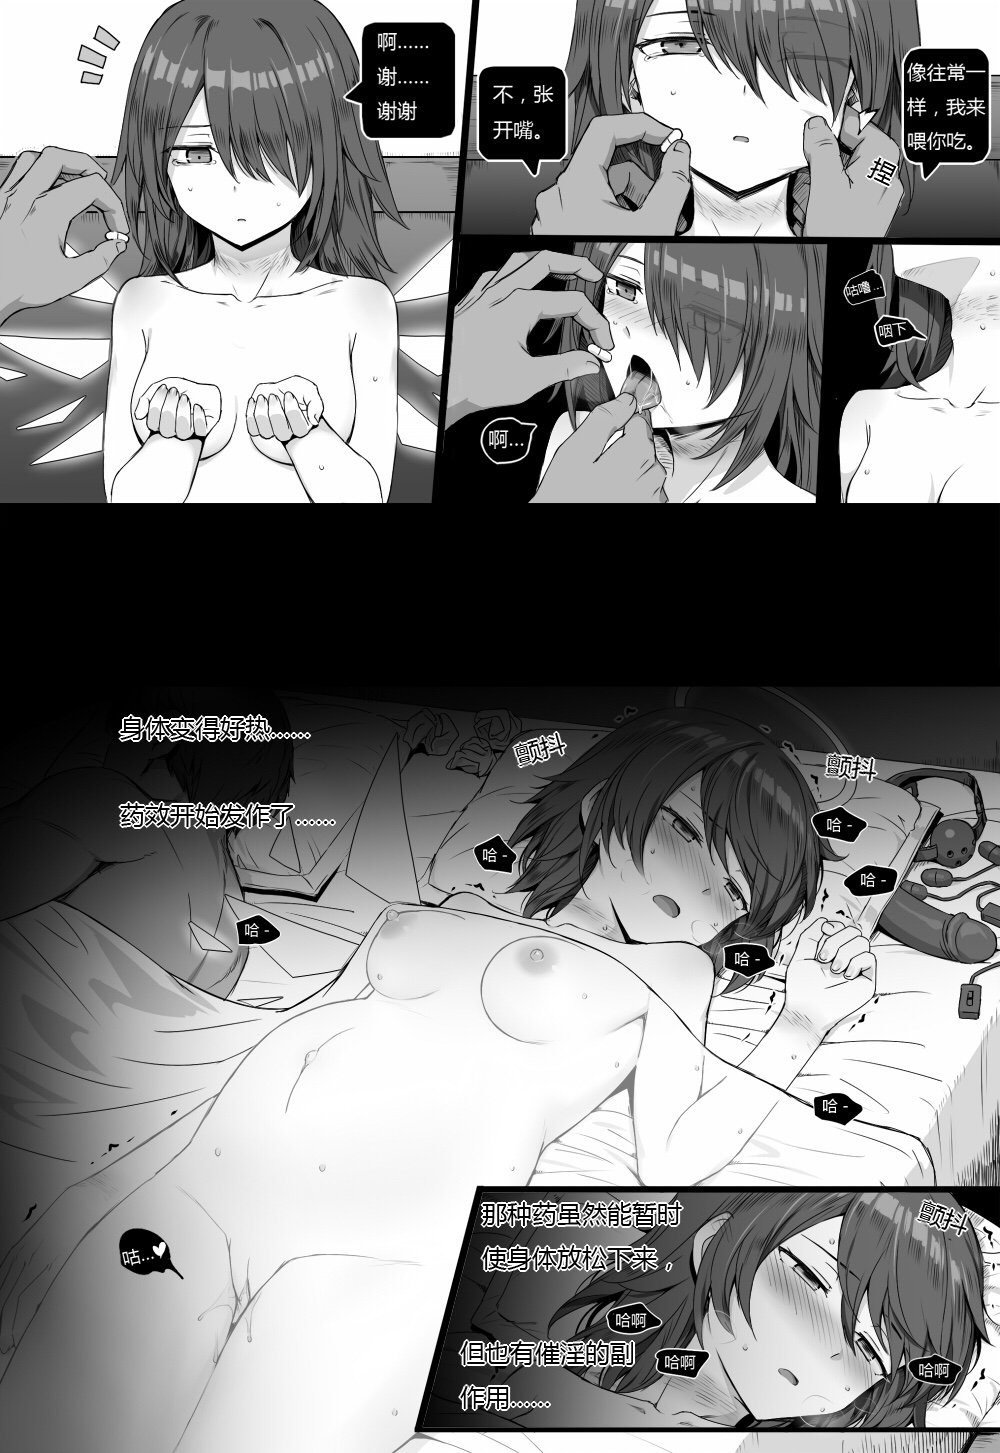 啊……
谢……
谢谢
不，张
开嘴。
像往常一
样，我来
喂你吃。
捏
啊…
咕噜…
咽下
身体变得好热……
药效开始发作了……
颤抖
颤抖
哈-
哈-
哈-
哈-
哈-
哈-
咕…♥
那种药虽然能暂时
使身体放松下来，
但也有催淫的副
作用……
颤抖
哈啊
哈啊
哈啊